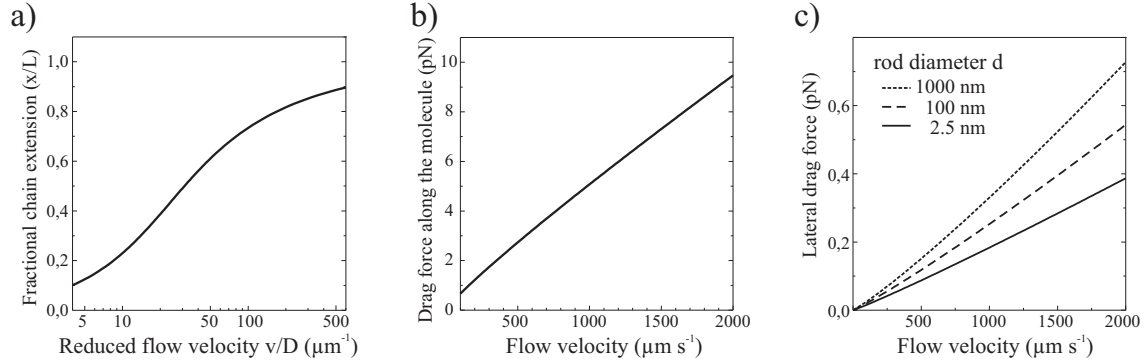 a)
Fractional chain extension (x/L)
1,0
0,8
0,6
0,4
0,2
0,0
5 10 50 100 500
Reduced flow velocity v/D (µm⁻¹)
b)
Drag force along the molecule (pN)
10
8
6
4
2
0
500 1000 1500 2000
Flow velocity (µm s⁻¹)
c)
Lateral drag force (pN)
0,6
0,4
0,2
0,0
rod diameter d
1000 nm
100 nm
2.5 nm
500 1000 1500 2000
Flow velocity (µm s⁻¹)